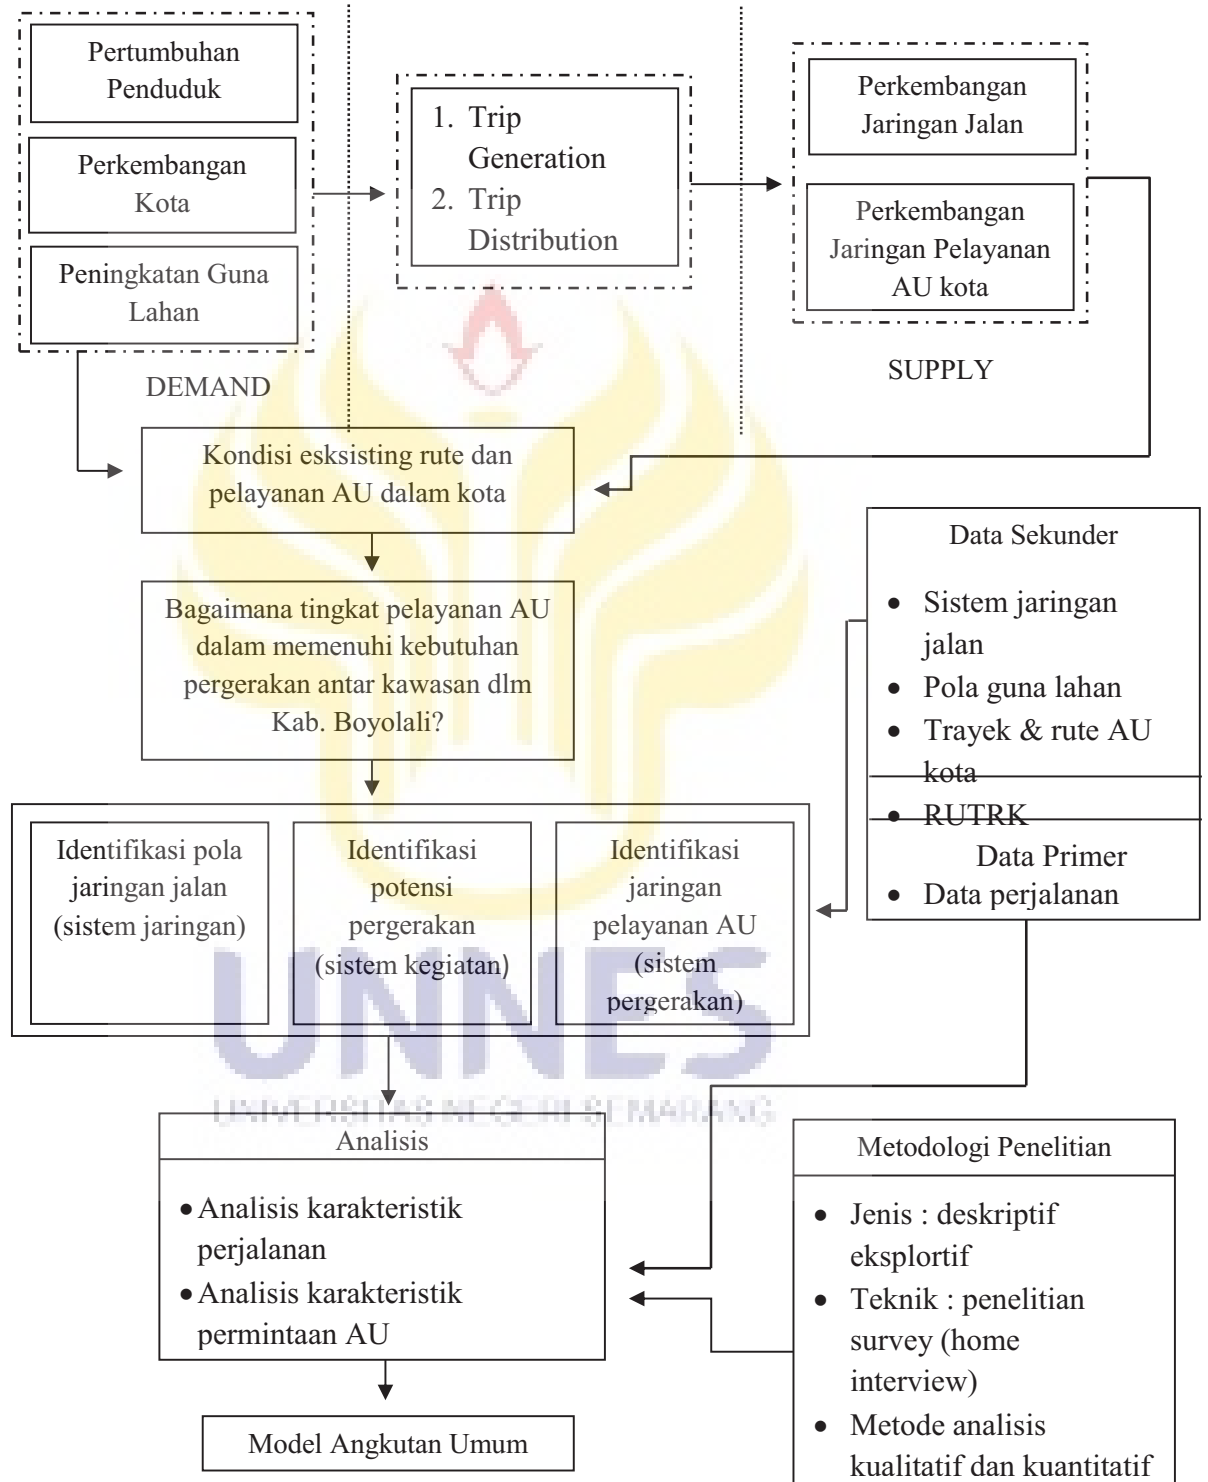 Pertumbuhan
Penduduk
Perkembangan
Kota
Peningkatan Guna
Lahan
DEMAND
1. Trip
Generation
2. Trip
Distribution
Perkembangan
Jaringan Jalan
Perkembangan
Jaringan Pelayanan
AU kota
SUPPLY
Kondisi esksisting rute dan
pelayanan AU dalam kota
Bagaimana tingkat pelayanan AU
dalam memenuhi kebutuhan
pergerakan antar kawasan dlm
Kab. Boyolali?
Data Sekunder
• Sistem jaringan
jalan
• Pola guna lahan
• Trayek & rute AU
kota
• RUTRK
Data Primer
• Data perjalanan
Identifikasi pola
jaringan jalan
(sistem jaringan)
Identifikasi
potensi
pergerakan
(sistem kegiatan)
Identifikasi
jaringan
pelayanan AU
(sistem
pergerakan)
UNNES
UNIVERSITAS NEGERI SEMARANG
Analisis
• Analisis karakteristik
perjalanan
• Analisis karakteristik
permintaan AU
Metodologi Penelitian
• Jenis : deskriptif
eksplortif
• Teknik : penelitian
survey (home
interview)
• Metode analisis
kualitatif dan kuantitatif
Model Angkutan Umum